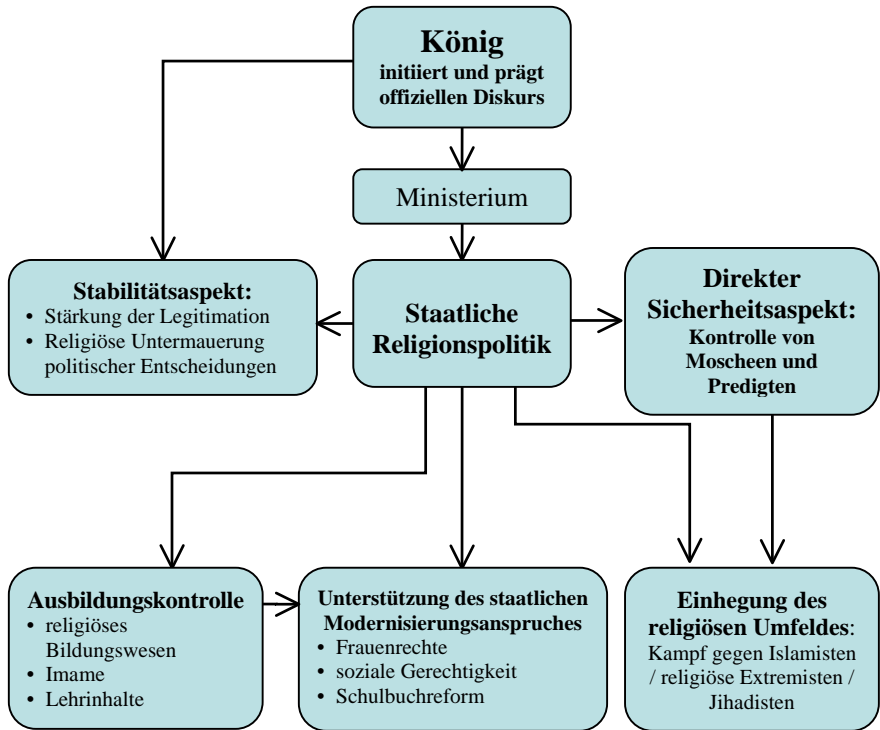 König
initiiert und prägt
offiziellen Diskurs
Ministerium
Stabilitätsaspekt:
• Stärkung der Legitimation
• Religiöse Untermauerung
politischer Entscheidungen
Staatliche
Religionspolitik
Direkter
Sicherheitsaspekt:
Kontrolle von
Moscheen und
Predigten
Ausbildungskontrolle
• religiöses
Bildungswesen
• Imame
• Lehrinhalte
Unterstützung des staatlichen
Modernisierungsanspruches
• Frauenrechte
• soziale Gerechtigkeit
• Schulbuchreform
Einhegung des
religiösen Umfeldes:
Kampf gegen Islamisten
/ religiöse Extremisten /
Jihadisten